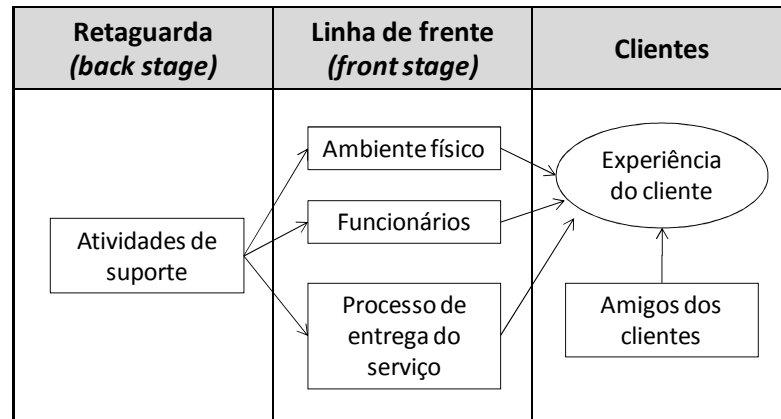 Retaguarda
(back stage)
Linha de frente
(front stage)
Clientes
Atividades de
suporte
Ambiente físico
Funcionários
Processo de
entrega do
serviço
Experiência
do cliente
Amigos dos
clientes